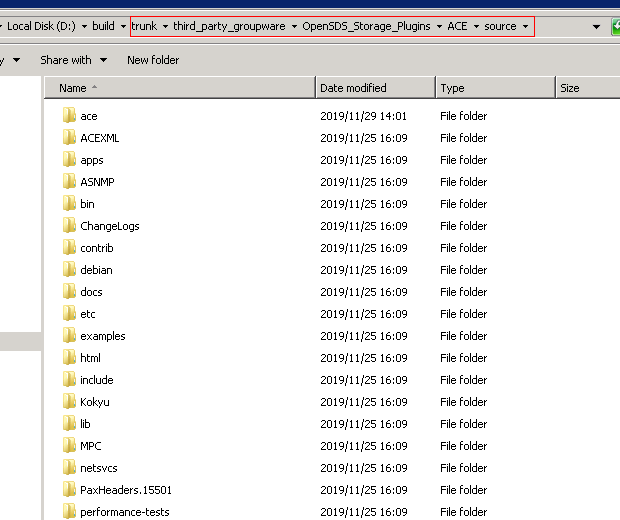 Local Disk (D:) build trunk third_party_groupware OpenSDS_Storage_Plugins ACE source
y Share with New folder
Name Date modified Type Size
ace 2019/11/29 14:01 File folder
ACEXML 2019/11/25 16:09 File folder
apps 2019/11/25 16:09 File folder
ASNMP 2019/11/25 16:09 File folder
bin 2019/11/25 16:09 File folder
ChangeLogs 2019/11/25 16:09 File folder
contrib 2019/11/25 16:09 File folder
debian 2019/11/25 16:09 File folder
docs 2019/11/25 16:09 File folder
etc 2019/11/25 16:09 File folder
examples 2019/11/25 16:09 File folder
html 2019/11/25 16:09 File folder
include 2019/11/25 16:09 File folder
Kokyu 2019/11/25 16:09 File folder
lib 2019/11/25 16:09 File folder
MPC 2019/11/25 16:09 File folder
netsvcs 2019/11/25 16:09 File folder
PaxHeaders.15501 2019/11/25 16:09 File folder
performance-tests 2019/11/25 16:09 File folder